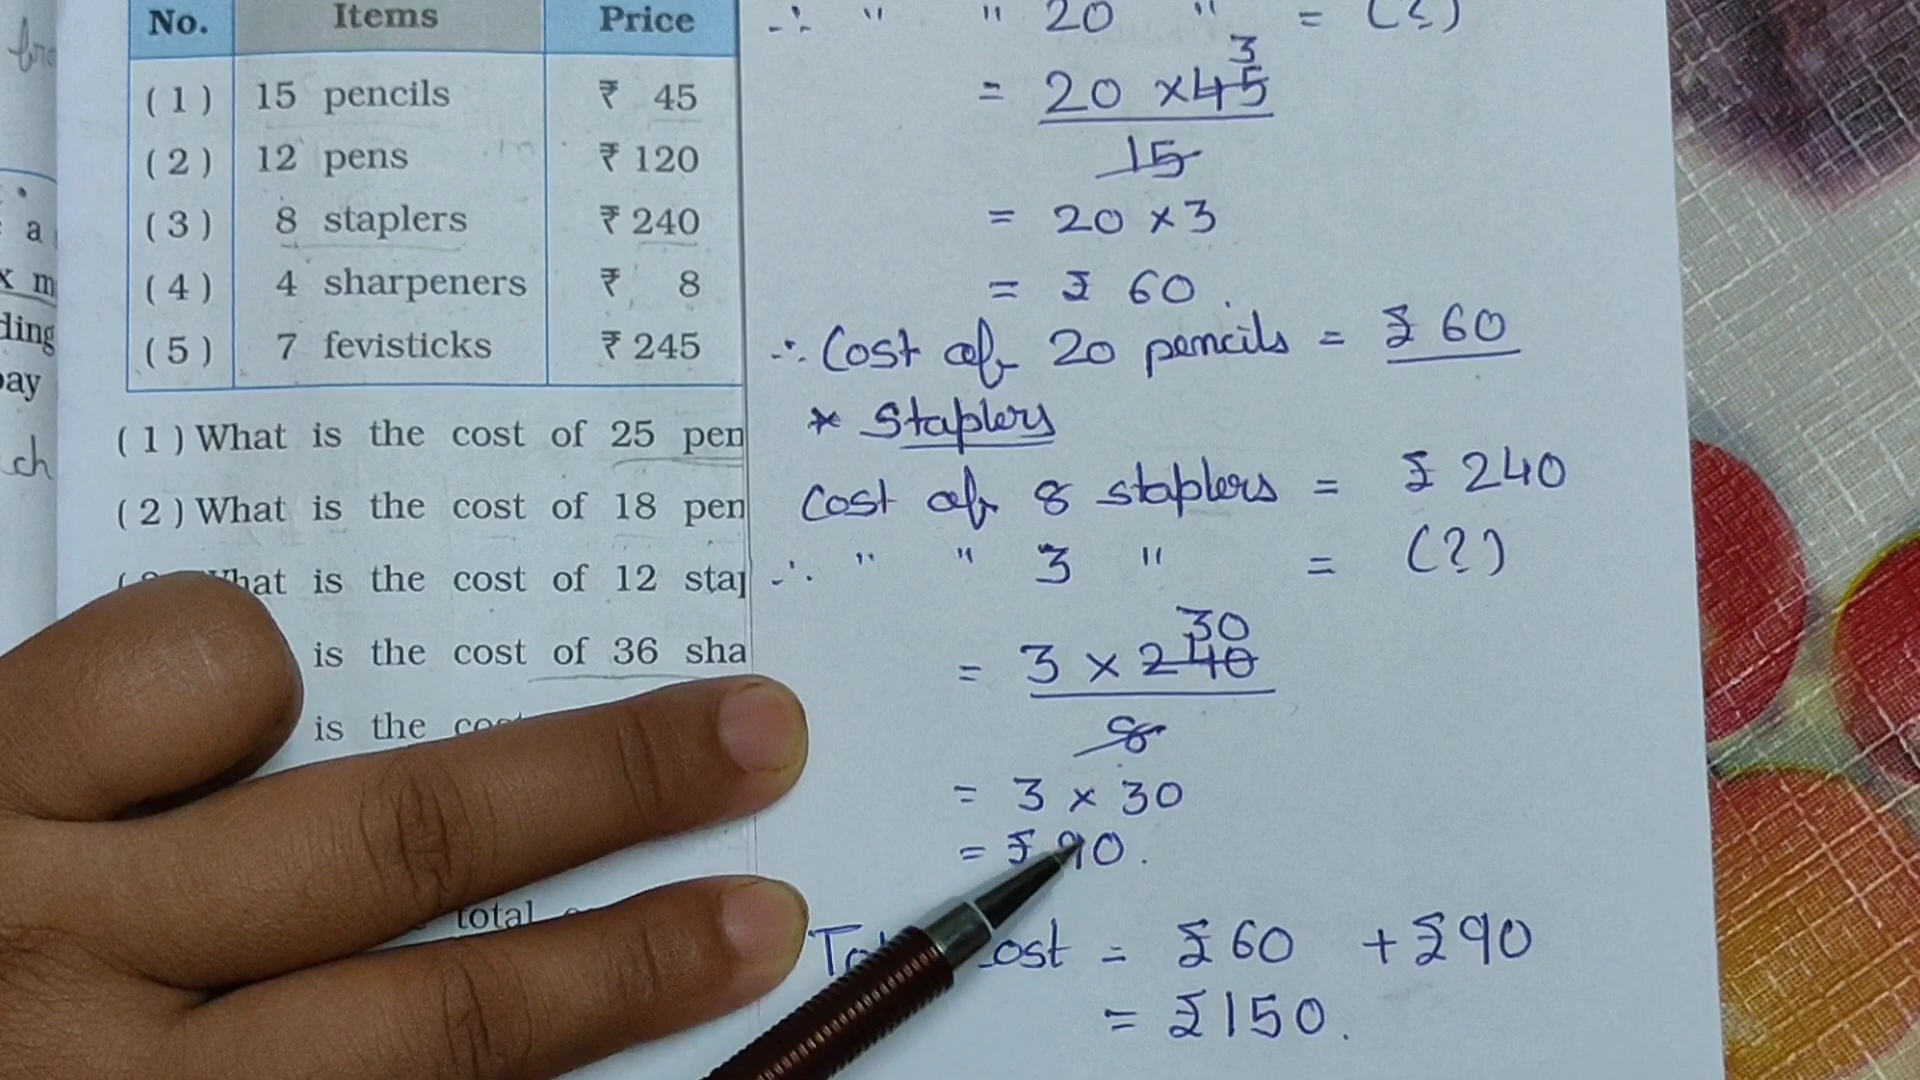 No. Items Price
(1) 15 pencils ₹ 45
(2) 12 pens ₹ 120
(3) 8 staplers ₹ 240
(4) 4 sharpeners ₹ 8
(5) 7 fevisticks ₹ 245
(1) What is the cost of 25 pen
(2) What is the cost of 18 pen
hat is the cost of 12 sta
is the cost of 36 sha
is the
total
a
x m
ding
pay
ch
∴ " " 20 " = (?)
3
= 20 × 45
15
= 20 × 3
= ₹ 60.
∴ Cost of 20 pencils = ₹ 60
* Staplers
Cost of 8 staplers = ₹ 240
∴ " " 3 " = (?)
30
= 3 × 240
8
= 3 × 30
= ₹ 90.
ost = ₹ 60 + ₹ 90
= ₹ 150.